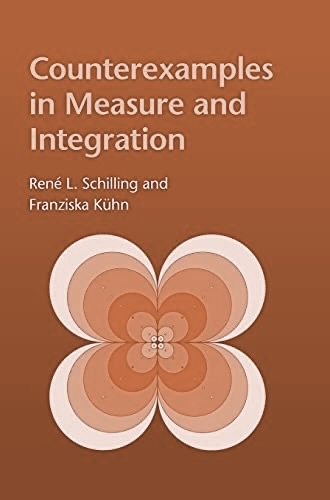 Counterexamples
in Measure and
Integration
René L. Schilling and
Franziska Kühn